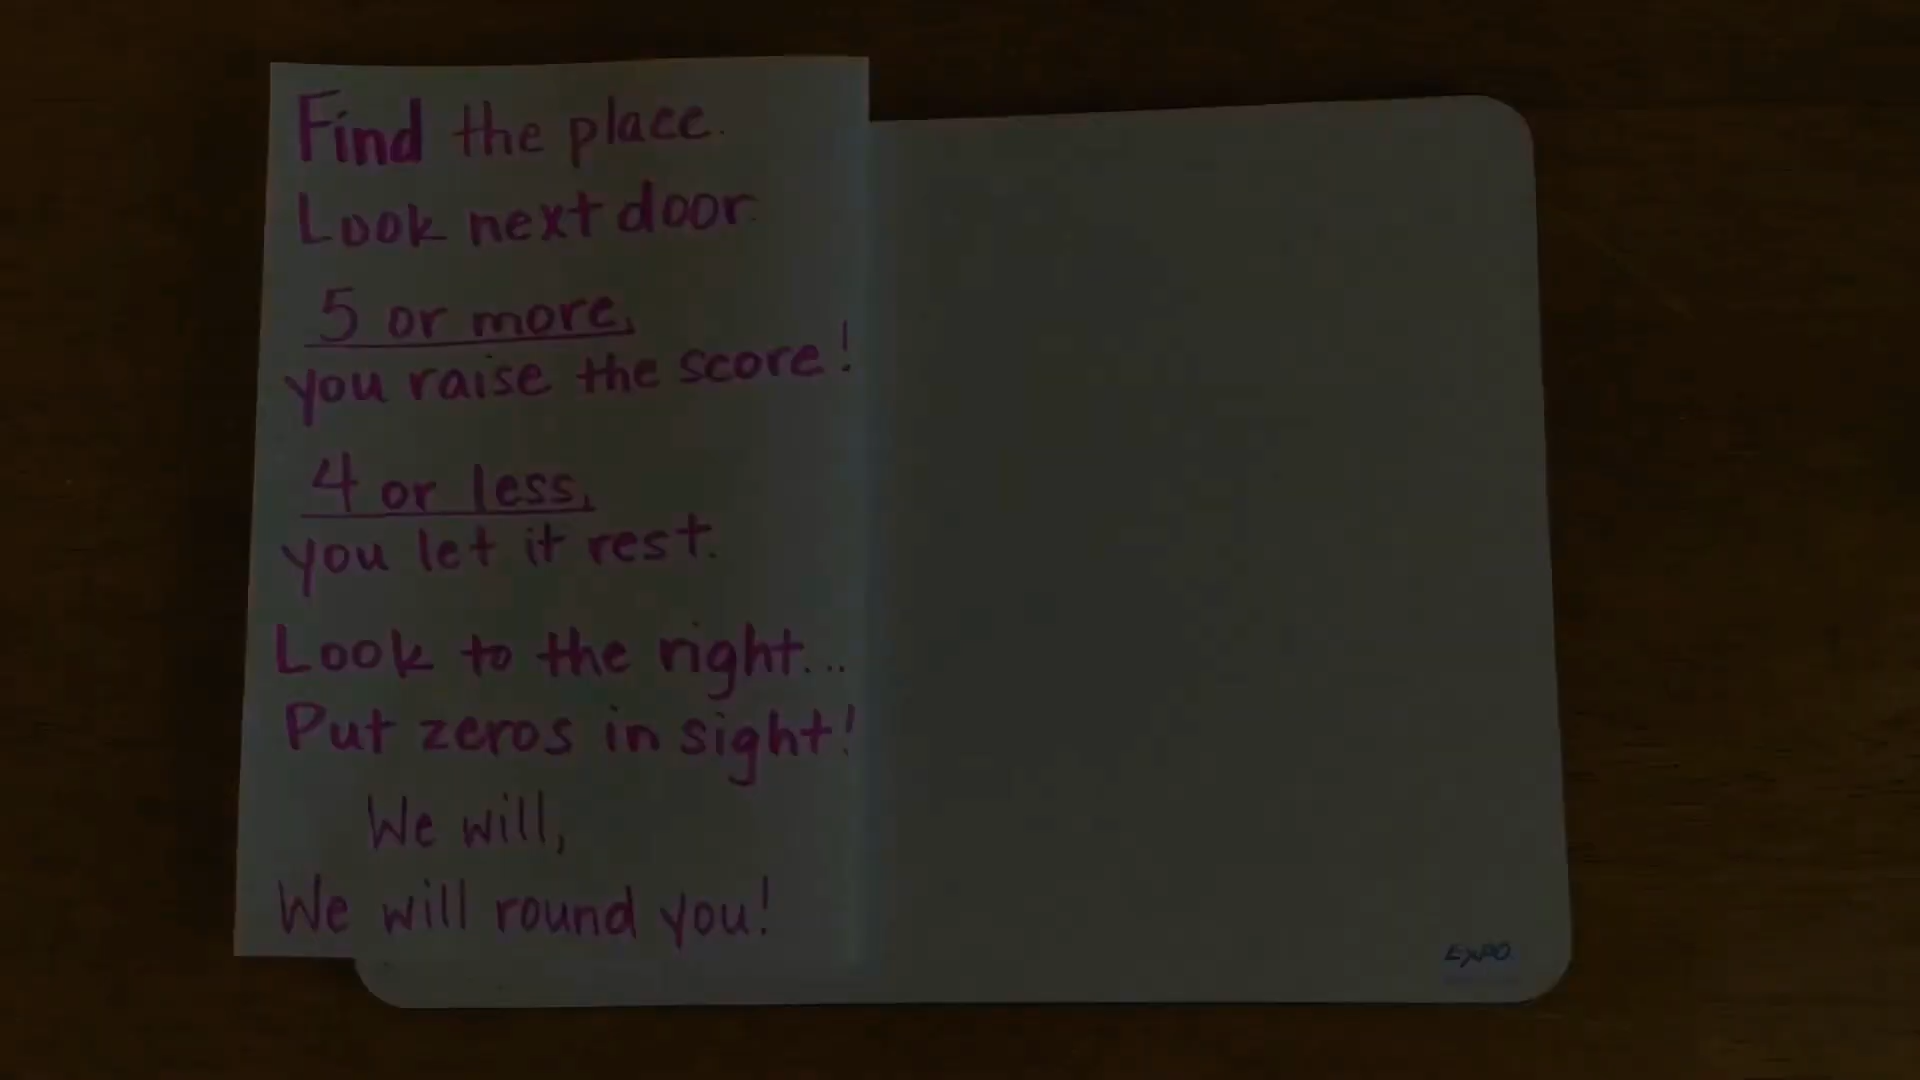 Find the place.
Look next door.
5 or more,
you raise the score!
4 or less,
you let it rest.
Look to the right...
Put zeros in sight!
We will,
We will round you!
EXPO